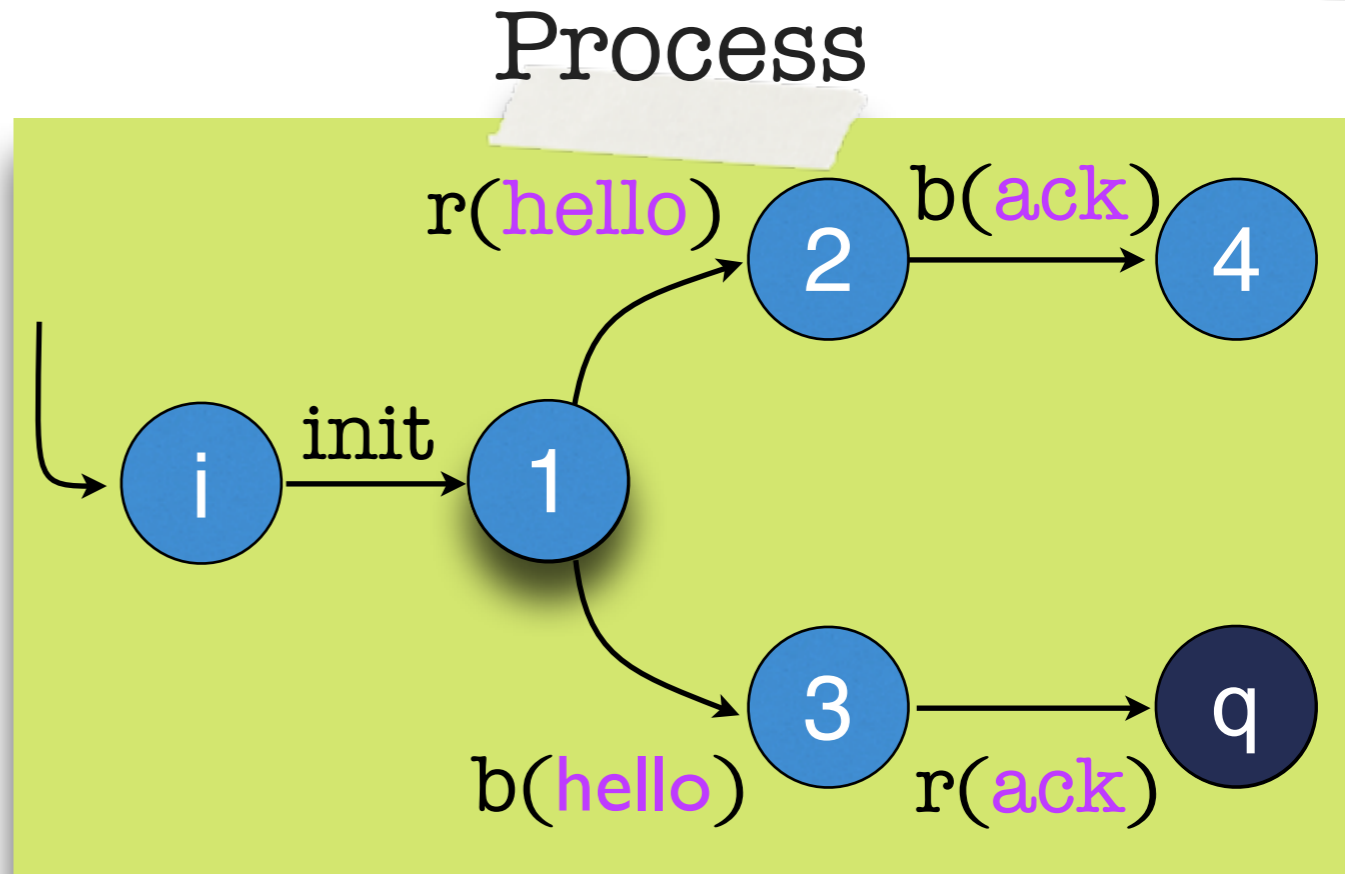 Process
r(hello)
2
b(ack)
4
i
init
1
b(hello)
3
r(ack)
q